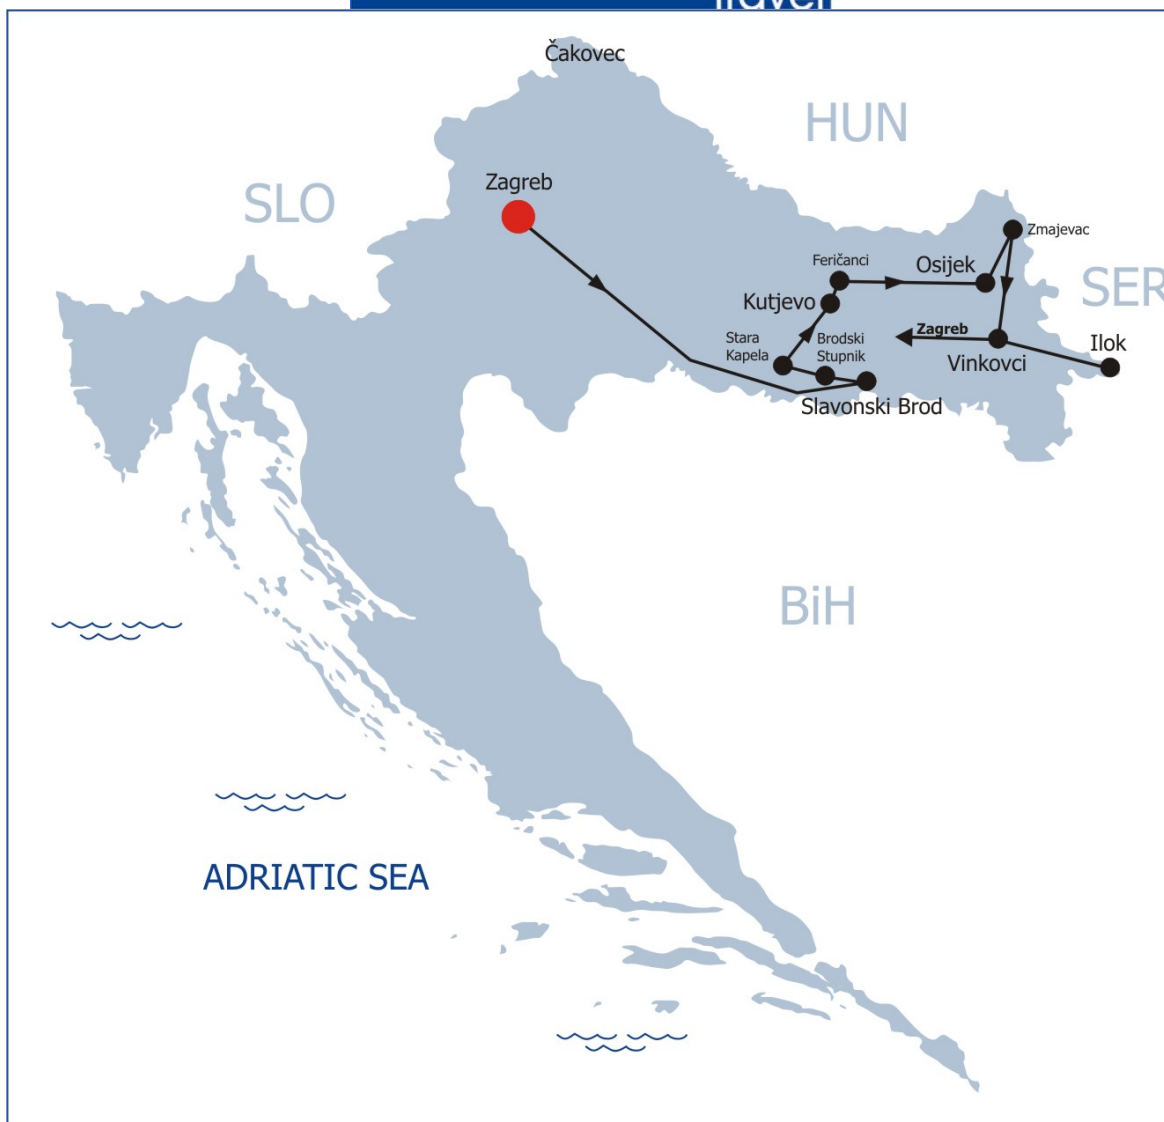 travel
Čakovec
HUN
Zagreb
SLO
Zmajevac
Feričanci
Osijek
SER
Kutjevo
Zagreb
Stara
Kapela
Brodski
Stupnik
Ilok
Vinkovci
Slavonski Brod
BiH
ADRIATIC SEA